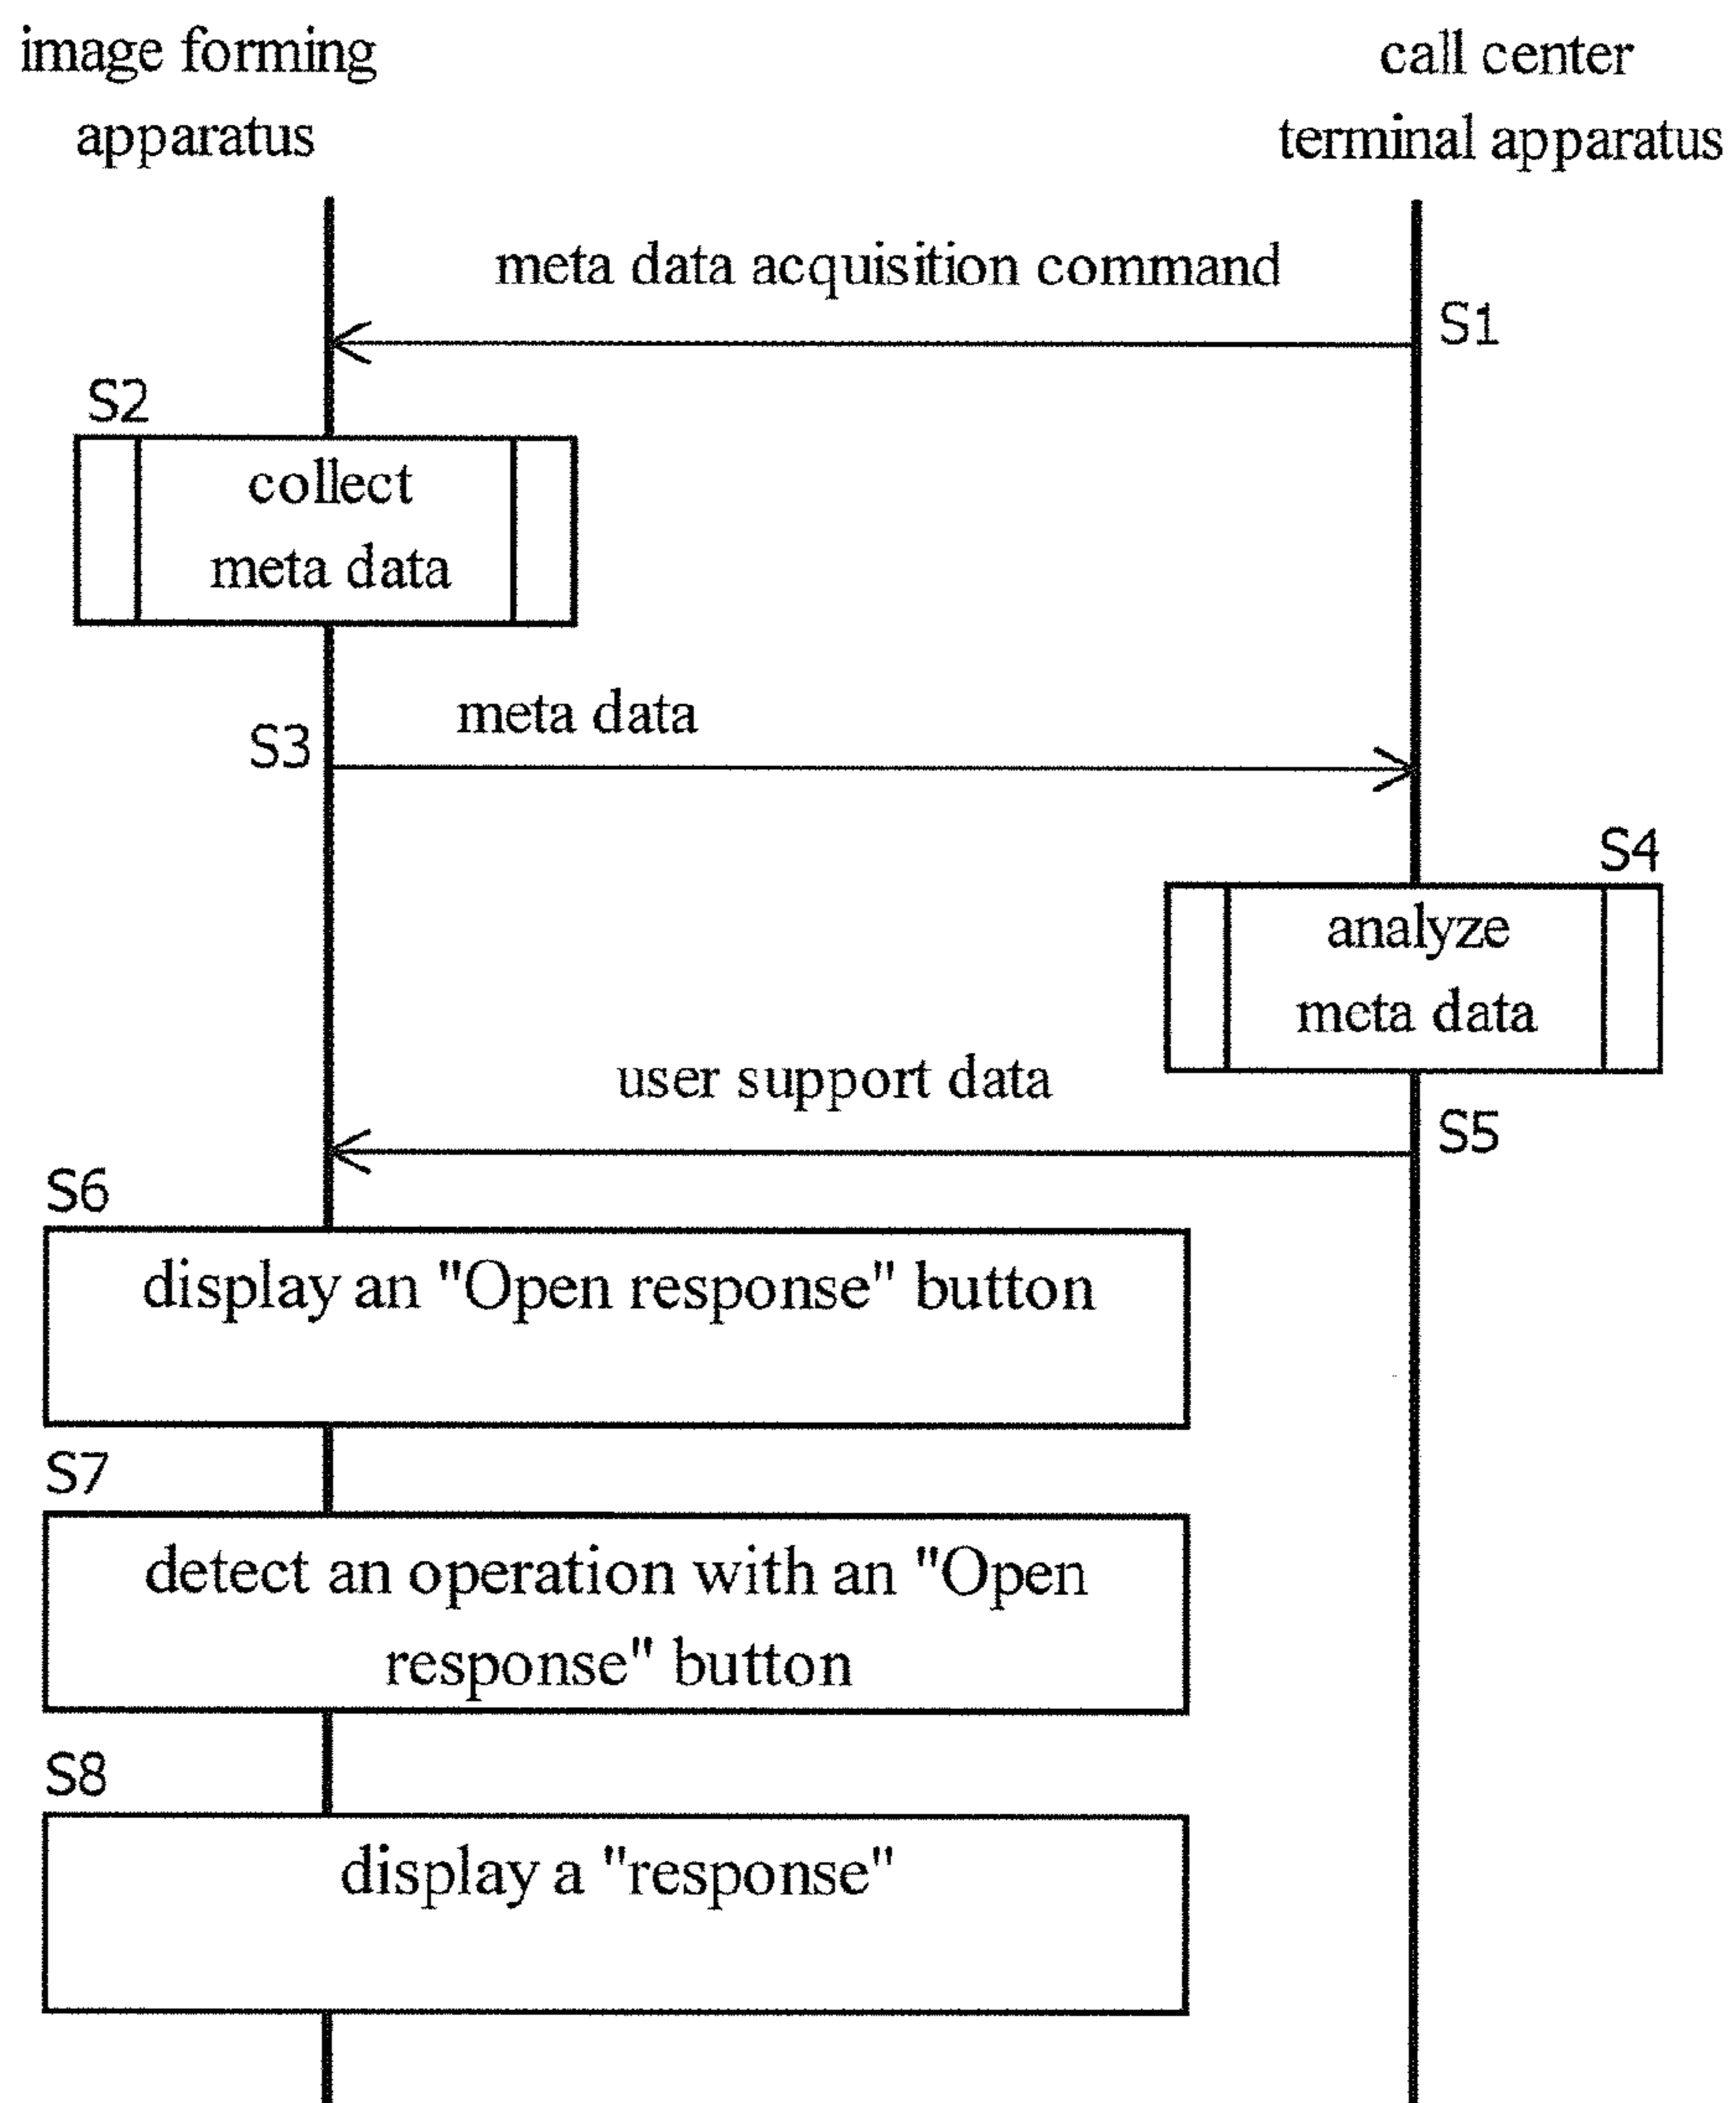 image forming
apparatus
call center
terminal apparatus
meta data acquisition command
S1
S2
collect
meta data
meta data
S3
S4
analyze
meta data
user support data
S5
S6
display an "Open response" button
S7
detect an operation with an "Open
response" button
S8
display a "response"